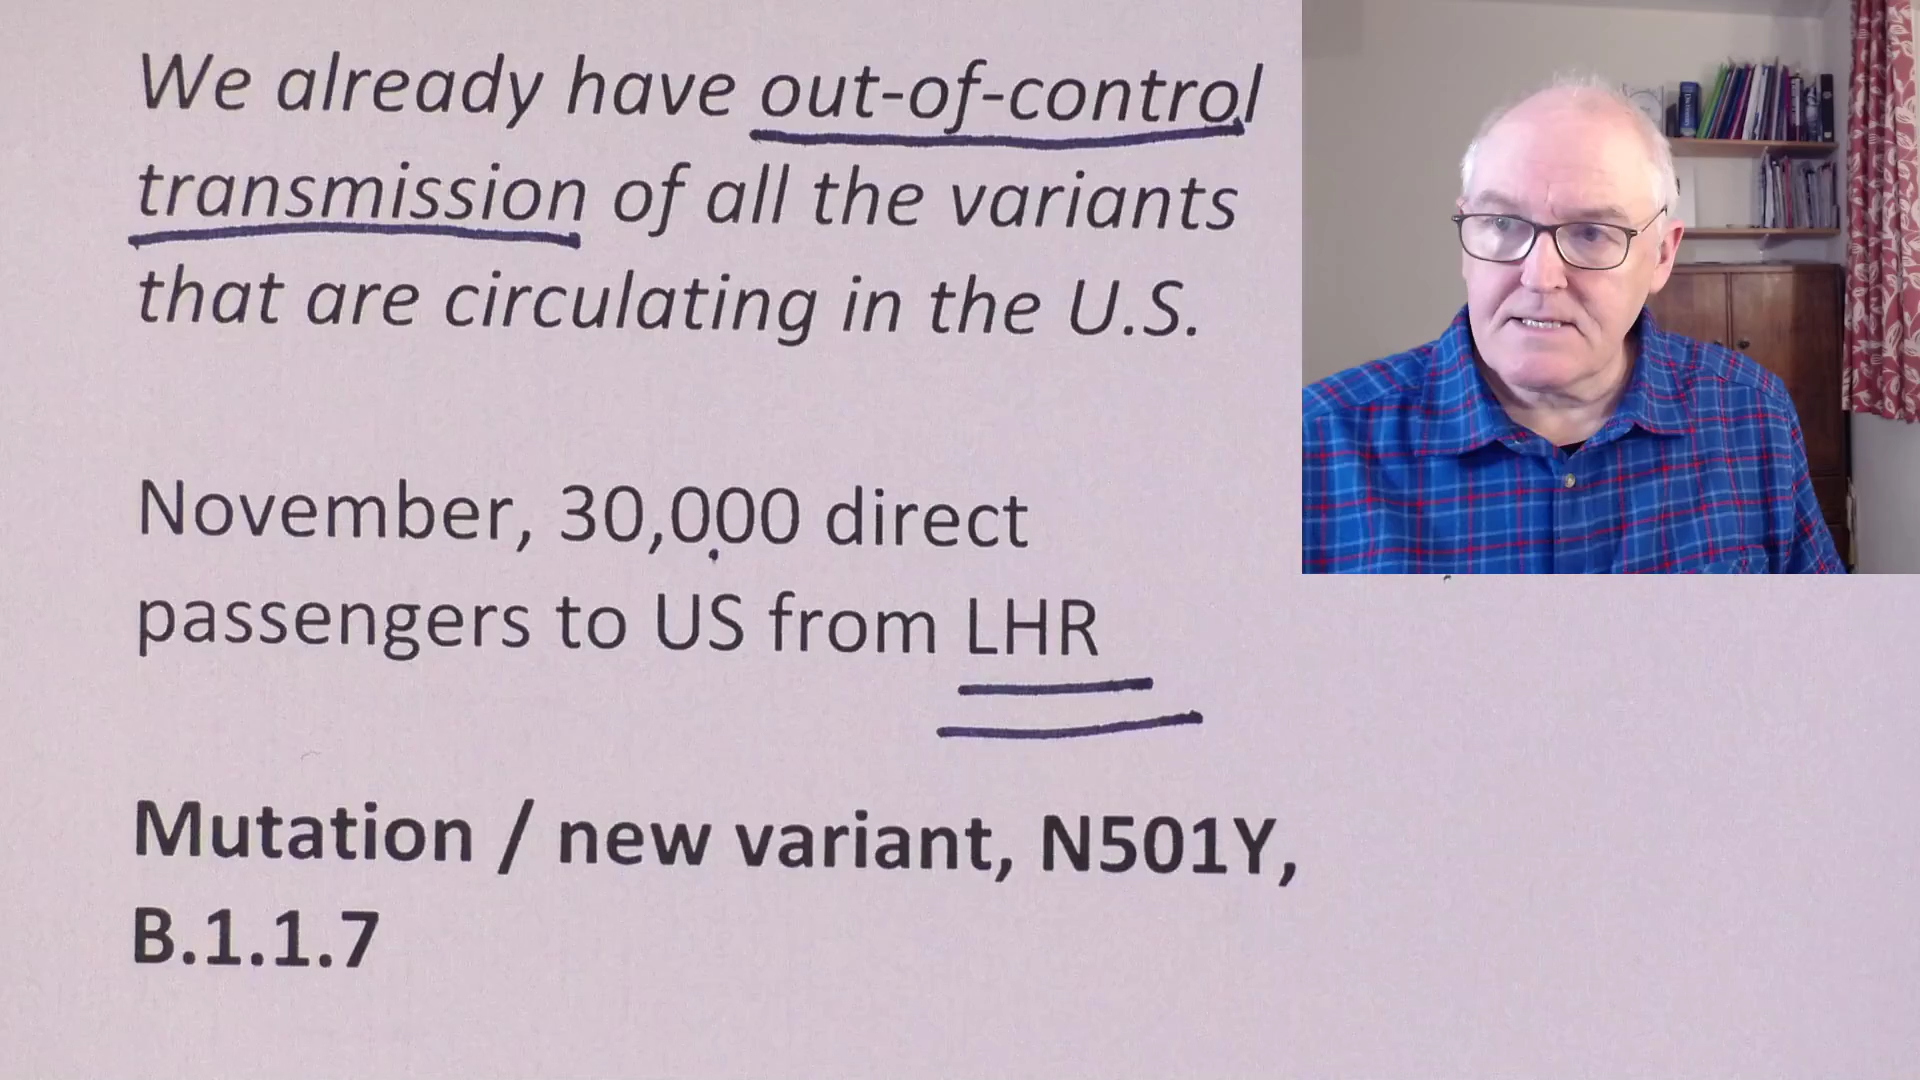 We already have out-of-control
transmission of all the variants
that are circulating in the U.S.
November, 30,000 direct
passengers to US from LHR
Mutation / new variant, N501Y,
B.1.1.7